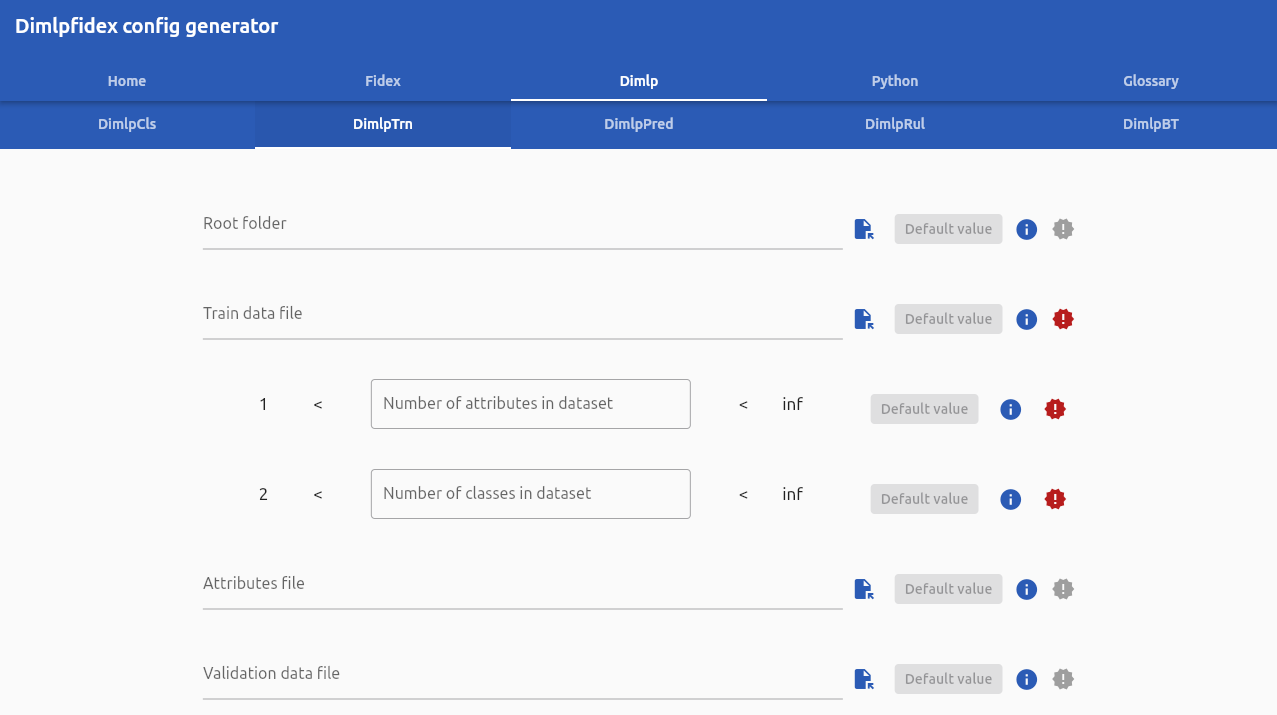 Dimlpfidex config generator
Home Fidex Dimlp Python Glossary
DimlpCls DimlpTrn DimlpPred DimlpRul DimlpBT
Root folder Default value
Train data file Default value
1 < Number of attributes in dataset < inf Default value
2 < Number of classes in dataset < inf Default value
Attributes file Default value
Validation data file Default value